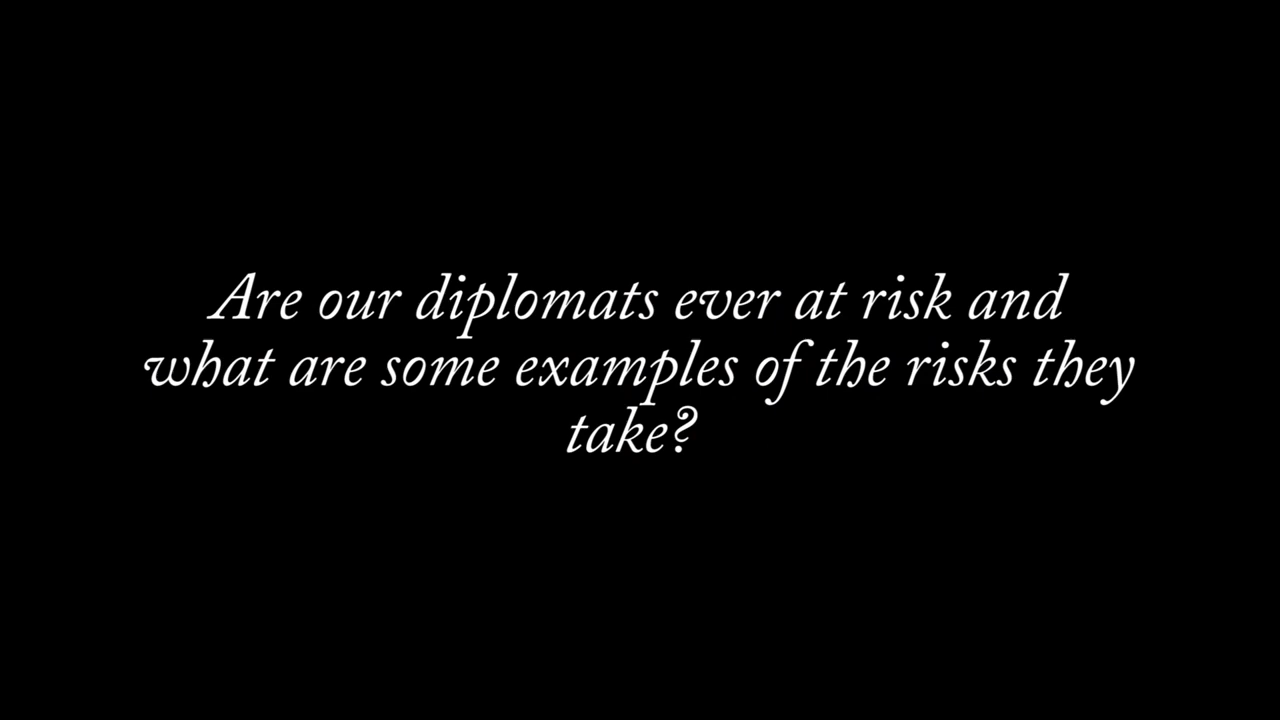 Are our diplomats ever at risk and
what are some examples of the risks they
take?